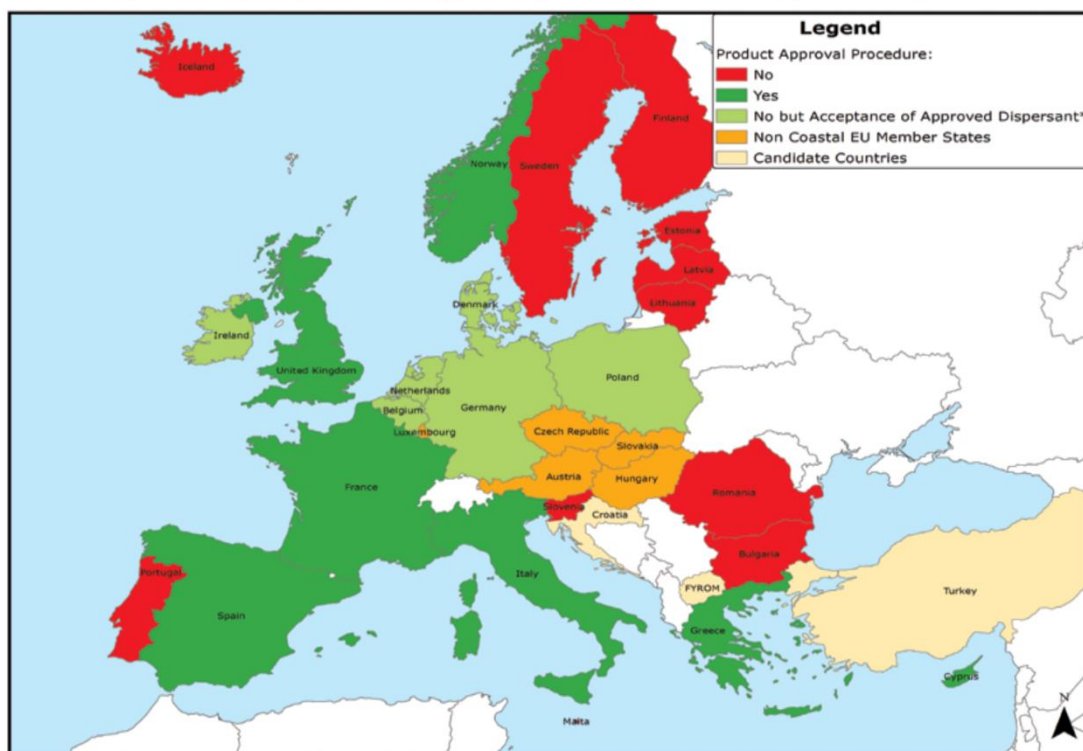 Legend
Product Approval Procedure:
No
Yes
No but Acceptance of Approved Dispersant*
Non Coastal EU Member States
Candidate Countries
Iceland
Norway
Sweden
Finland
Estonia
Latvia
Lithuania
Denmark
Ireland
United Kingdom
Netherlands
Belgium
Germany
Poland
Luxembourg
Czech Republic
Slovakia
Austria
Hungary
France
Slovenia
Croatia
Romania
Bulgaria
Portugal
Spain
Italy
FYROM
Turkey
Greece
Cyprus
Malta
N